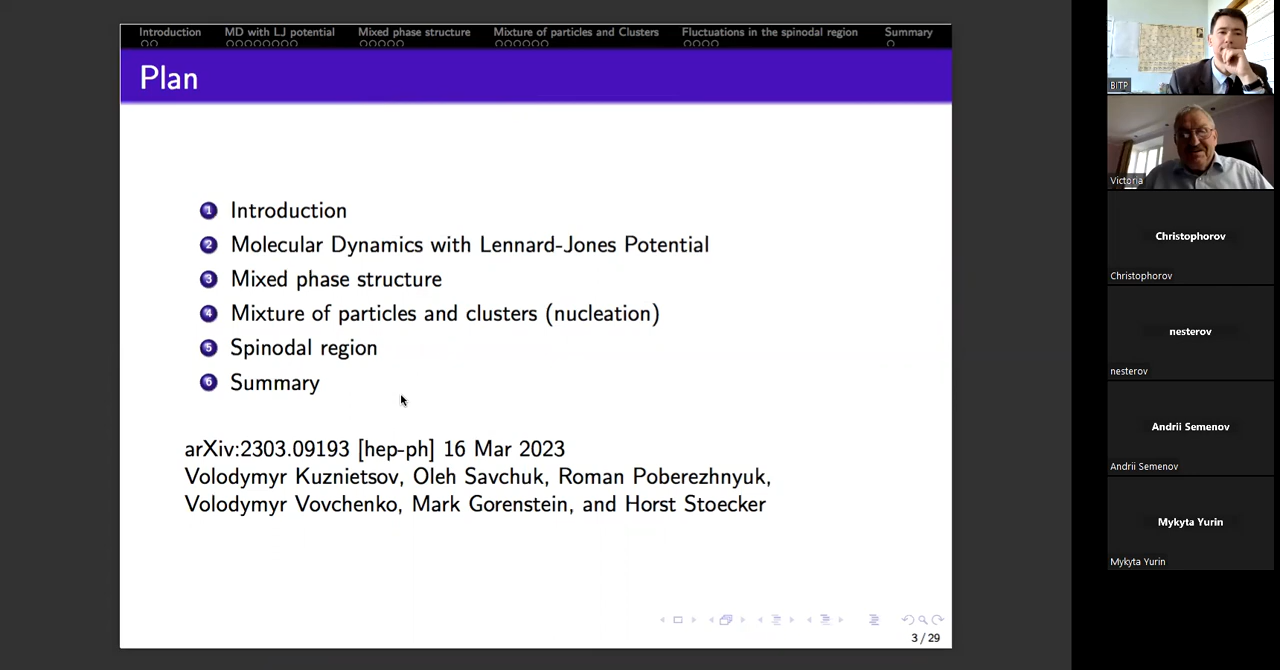 Introduction
MD with LJ potential
Mixed phase structure
Mixture of particles and Clusters
Fluctuations in the spinodal region
Summary
Plan
1 Introduction
2 Molecular Dynamics with Lennard-Jones Potential
3 Mixed phase structure
4 Mixture of particles and clusters (nucleation)
5 Spinodal region
6 Summary
arXiv:2303.09193 [hep-ph] 16 Mar 2023
Volodymyr Kuznietsov, Oleh Savchuk, Roman Poberezhnyuk,
Volodymyr Vovchenko, Mark Gorenstein, and Horst Stoecker
3 / 29
BITP
Victoria
Christophorov
Christophorov
nesterov
nesterov
Andrii Semenov
Andrii Semenov
Mykyta Yurin
Mykyta Yurin